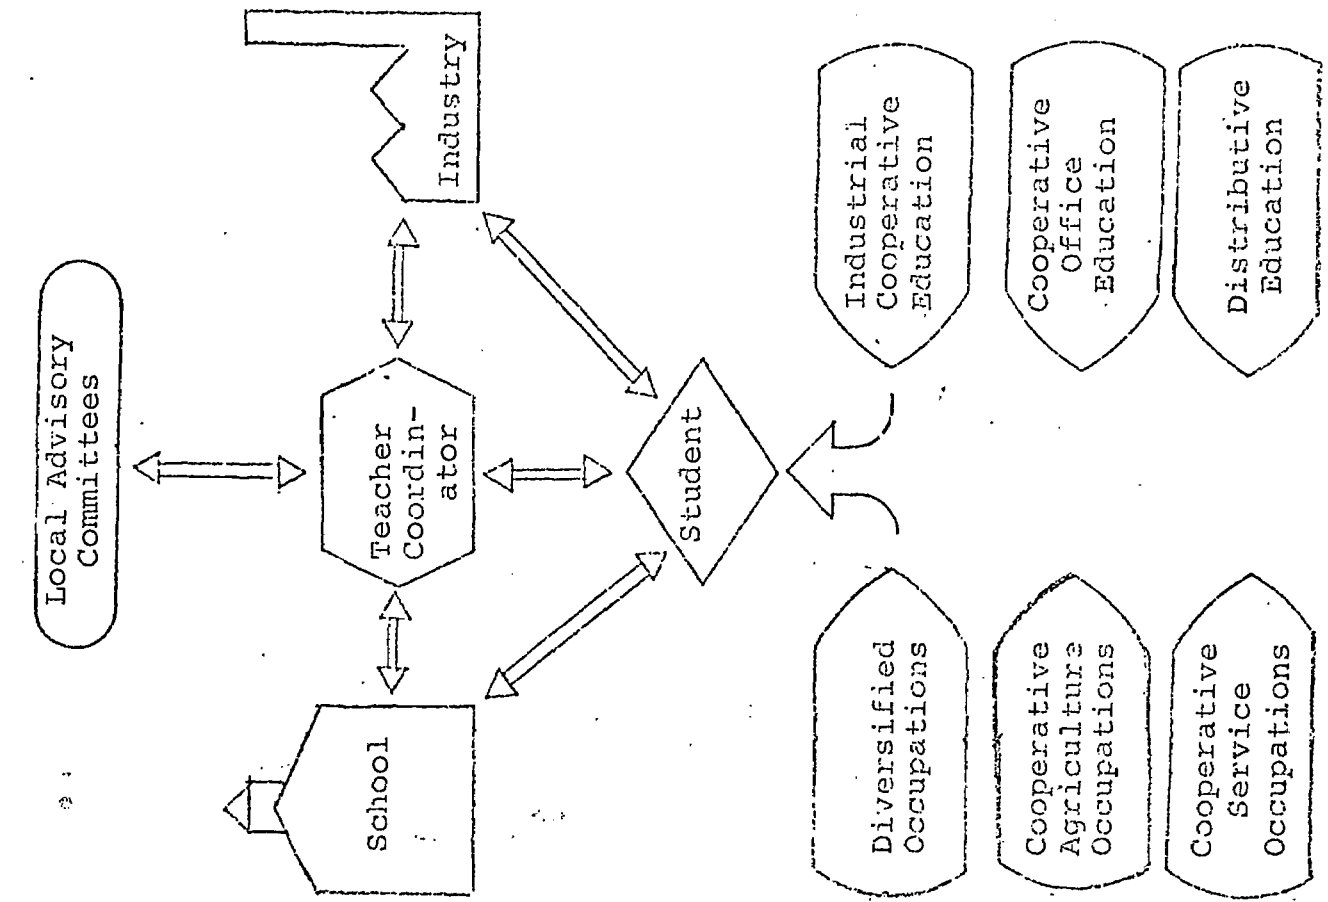 Local Advisory
Committees
School
Teacher
Coordin-
ator
Industry
Student
Diversified
Occupations
Industrial
Cooperative
Education
Cooperative
Agriculture
Occupations
Cooperative
Office
Education
Cooperative
Service
Occupations
Distributive
Education